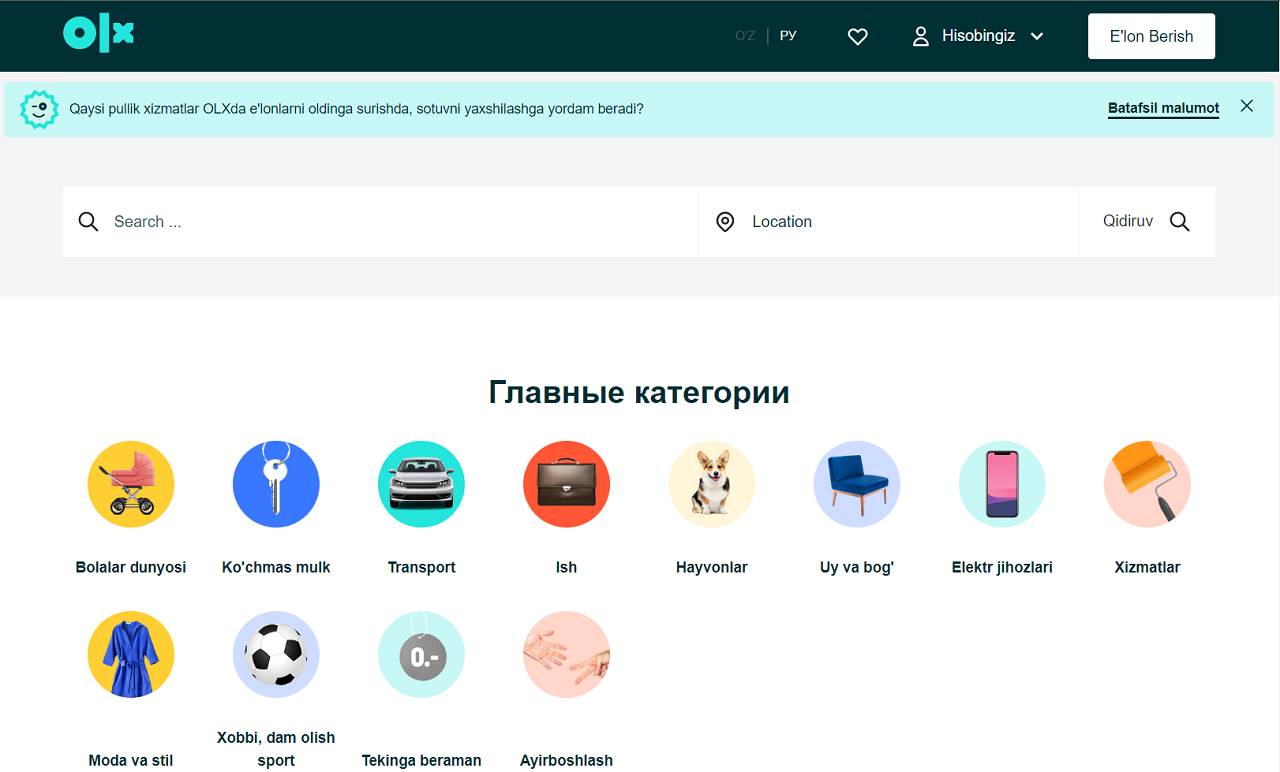 olx
O'Z | РУ
Hisobingiz
E'lon Berish
Qaysi pullik xizmatlar OLXda e'lonlarni oldinga surishda, sotuvni yaxshilashga yordam beradi?
Batafsil malumot
Search ...
Location
Qidiruv
Главные категории
Bolalar dunyosi
Ko'chmas mulk
Transport
Ish
Hayvonlar
Uy va bog'
Elektr jihozlari
Xizmatlar
0.-
Moda va stil
Xobbi, dam olish
sport
Tekinga beraman
Ayirboshlash